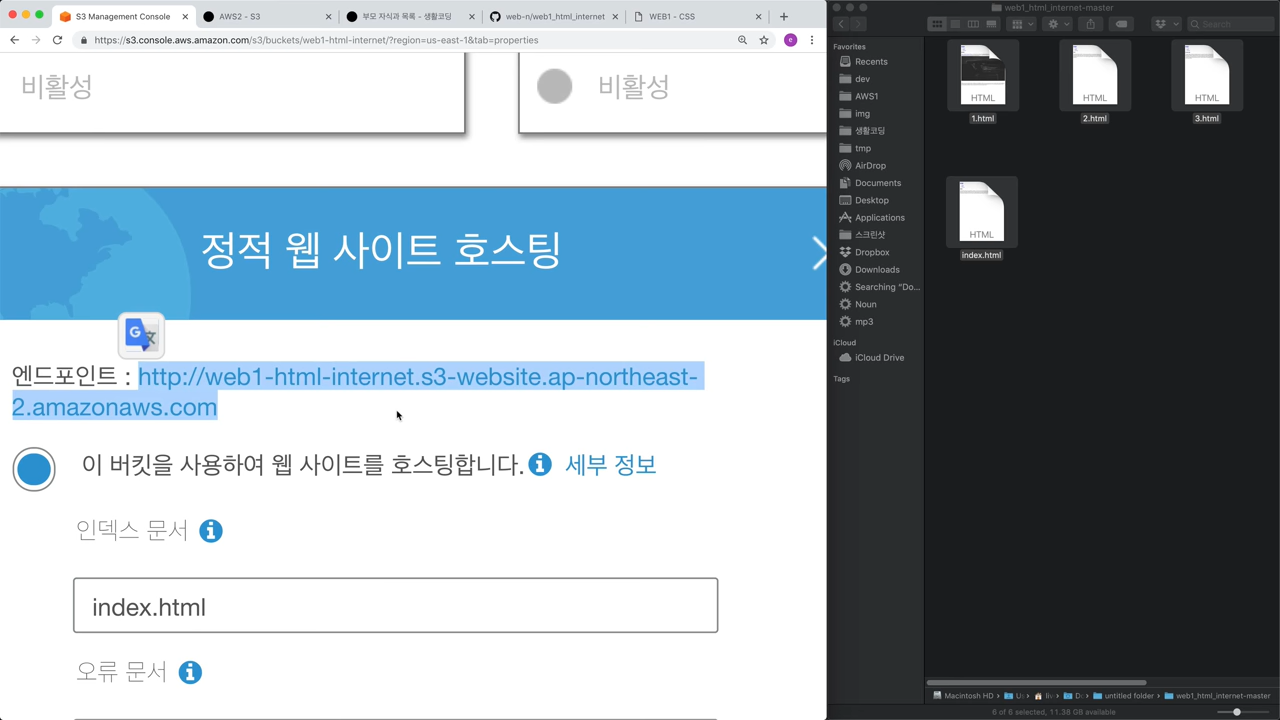 S3 Management Console
AWS2 - S3
부모 자식과 목록 - 생활코딩
web-n/web1_html_internet
WEB1 - CSS
https://s3.console.aws.amazon.com/s3/buckets/web1-html-internet/?region=us-east-1&tab=properties
비활성
비활성
정적 웹 사이트 호스팅
엔드포인트 : http://web1-html-internet.s3-website.ap-northeast-
2.amazonaws.com
이 버킷을 사용하여 웹 사이트를 호스팅합니다. 세부 정보
인덱스 문서
index.html
오류 문서
web1_html_internet-master
Search
Favorites
Recents
dev
AWS1
img
생활코딩
tmp
AirDrop
Documents
Desktop
Applications
스크린샷
Dropbox
Downloads
Searching “Do...
Noun
mp3
iCloud
iCloud Drive
Tags
HTML
HTML
HTML
1.html
2.html
3.html
HTML
index.html
Macintosh HD
untitled folder
web1_html_internet-master
6 of 6 selected, 11.38 GB available